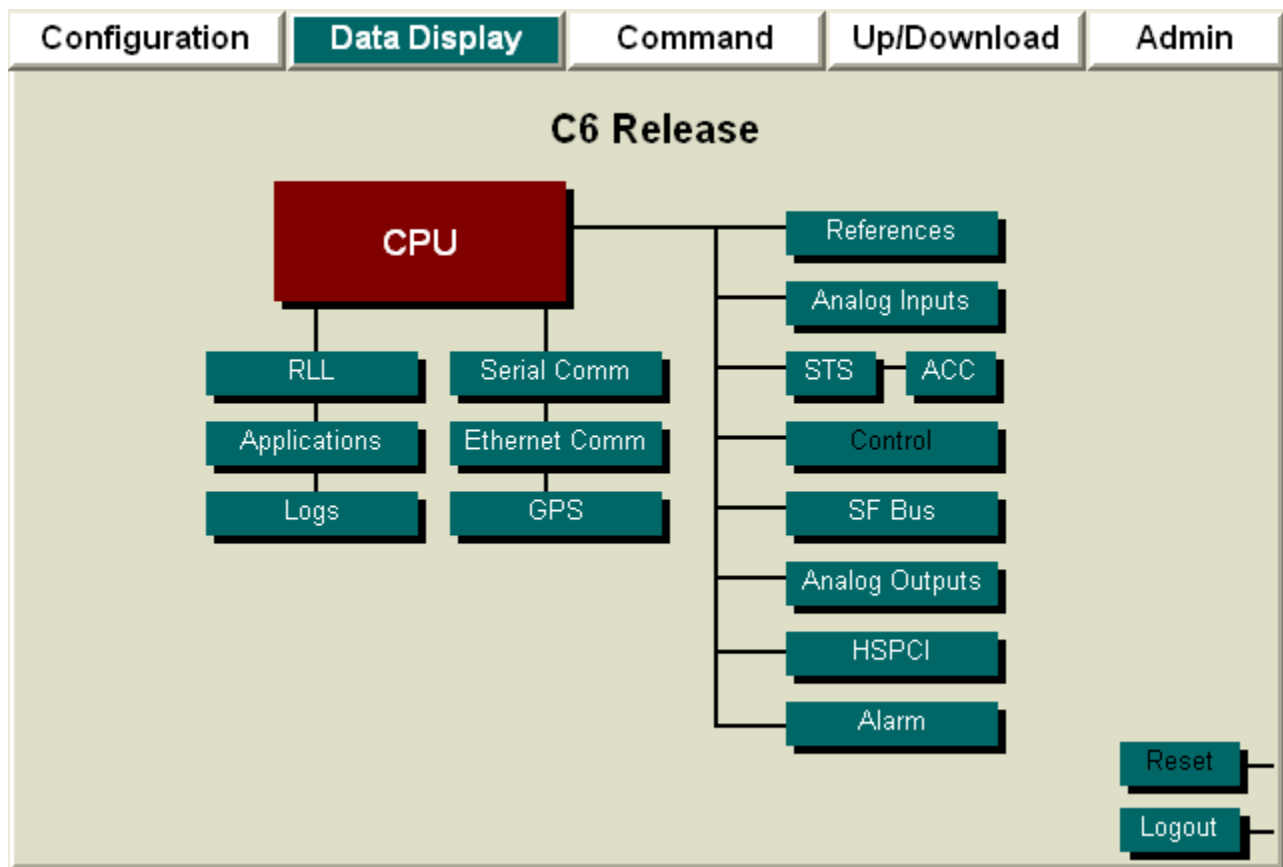 Configuration
Data Display
Command
Up/Download
Admin
C6 Release
CPU
RLL
Applications
Logs
Serial Comm
Ethernet Comm
GPS
References
Analog Inputs
STS
ACC
Control
SF Bus
Analog Outputs
HSPCI
Alarm
Reset
Logout